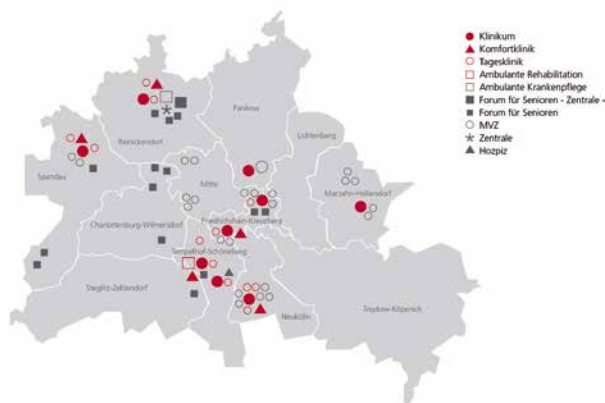 Klinikum
Komfortklinik
Tagesklinik
Ambulante Rehabilitation
Ambulante Krankenpflege
Forum für Senioren - Zentrale -
Forum für Senioren
MVZ
Zentrale
Hozpiz
Pankow
Reinickendorf
Lichtenberg
Spandau
Mitte
Marzahn-Hellersdorf
Charlottenburg-Wilmersdorf
Friedrichshain-Kreuzberg
Tempelhof-Schöneberg
Steglitz-Zehlendorf
Neukölln
Treptow-Köpenick